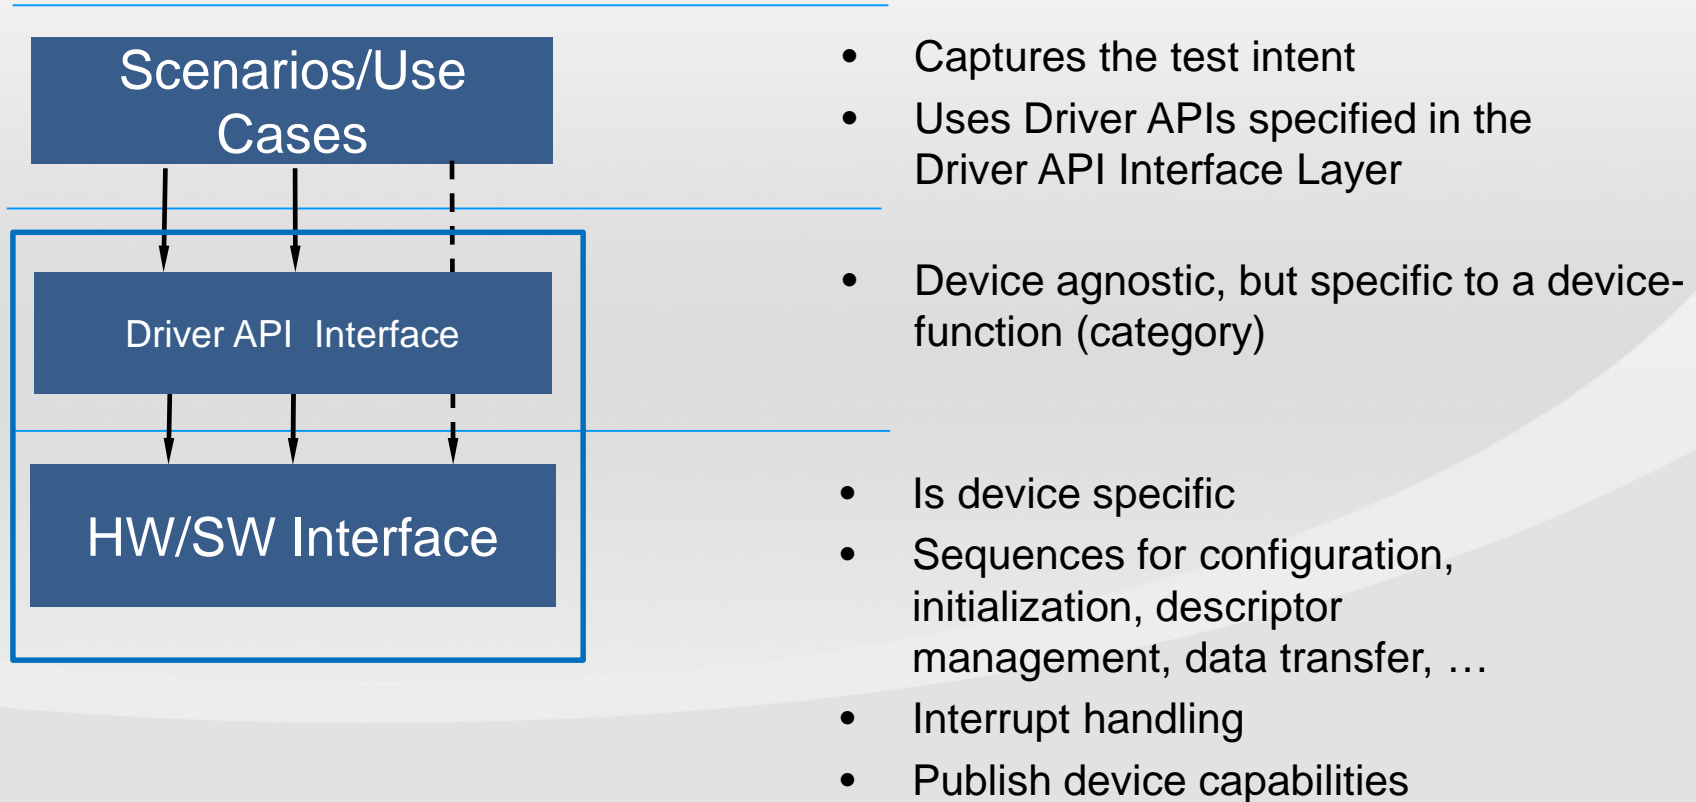 Scenarios/Use
Cases
• Captures the test intent
• Uses Driver APIs specified in the
Driver API Interface Layer
Driver API Interface
• Device agnostic, but specific to a device-
function (category)
HW/SW Interface
• Is device specific
• Sequences for configuration,
initialization, descriptor
management, data transfer, …
• Interrupt handling
• Publish device capabilities